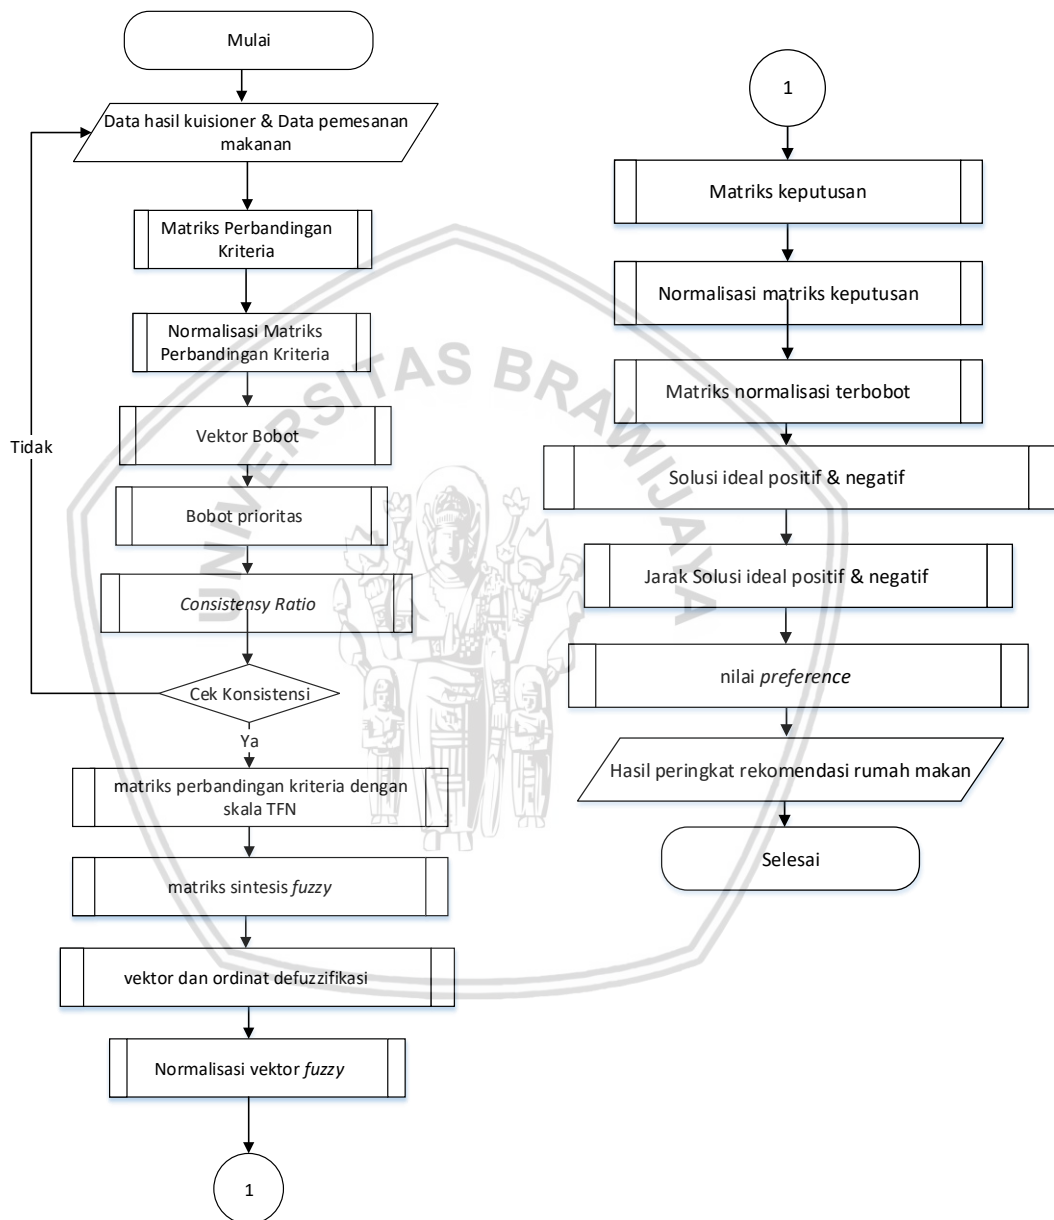 Mulai
Data hasil kuisioner & Data pemesanan
makanan
Matriks Perbandingan
Kriteria
Normalisasi Matriks
Perbandingan Kriteria
Vektor Bobot
Bobot prioritas
Consistensy Ratio
Cek Konsistensi
Tidak
Ya
matriks perbandingan kriteria dengan
skala TFN
matriks sintesis fuzzy
vektor dan ordinat defuzzifikasi
Normalisasi vektor fuzzy
1
1
Matriks keputusan
Normalisasi matriks keputusan
Matriks normalisasi terbobot
Solusi ideal positif & negatif
Jarak Solusi ideal positif & negatif
nilai preference
Hasil peringkat rekomendasi rumah makan
Selesai
UNIVERSITAS BRAWIJAYA